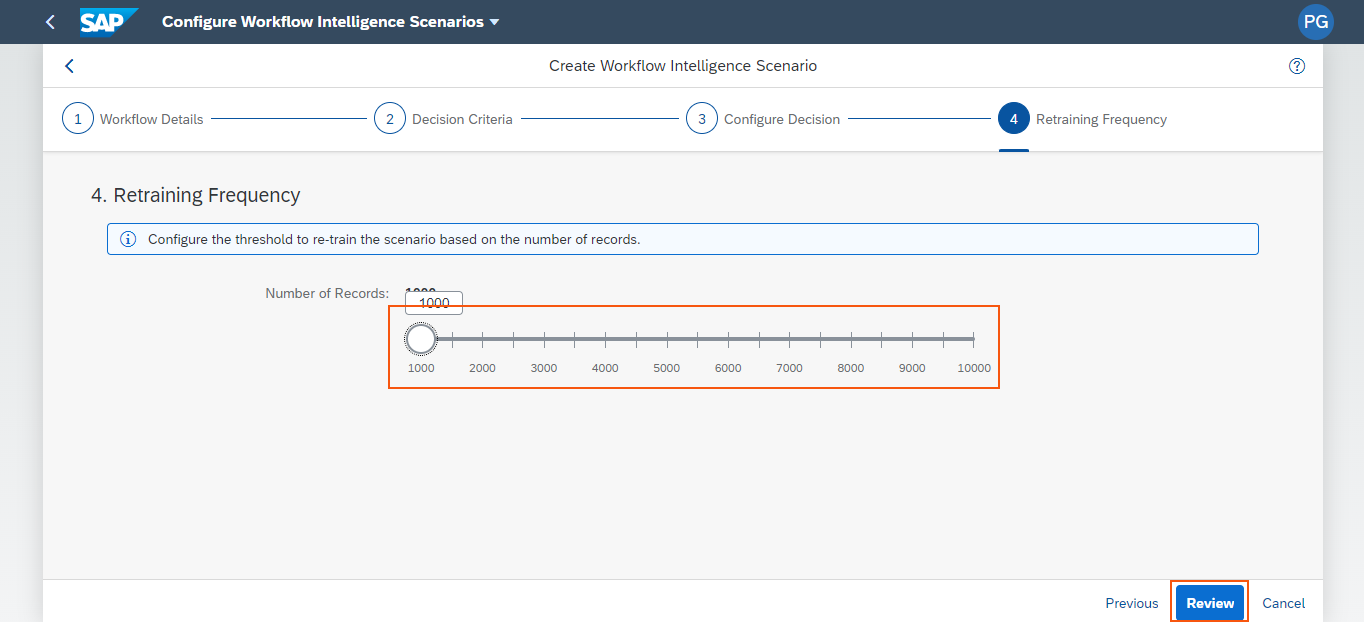 SAP Configure Workflow Intelligence Scenarios PG
Create Workflow Intelligence Scenario ?
1 Workflow Details 2 Decision Criteria 3 Configure Decision 4 Retraining Frequency
4. Retraining Frequency
Configure the threshold to re-train the scenario based on the number of records.
Number of Records: 1000
1000
1000 2000 3000 4000 5000 6000 7000 8000 9000 10000
Previous Review Cancel